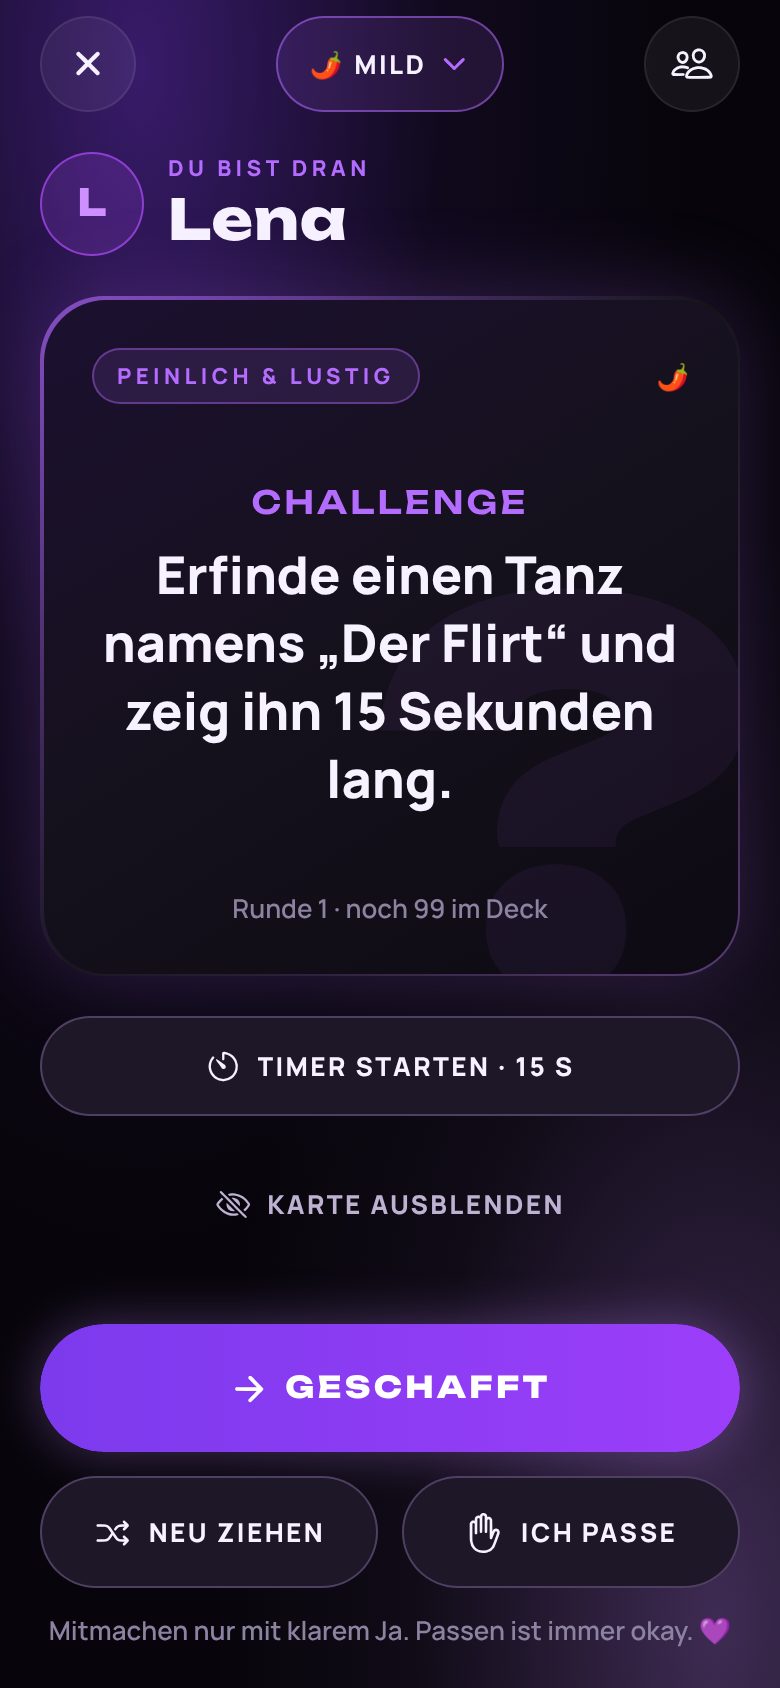 🌶️ MILD
DU BIST DRAN
L
Lena
PEINLICH & LUSTIG
🌶️
CHALLENGE
Erfinde einen Tanz
namens „Der Flirt“ und
zeig ihn 15 Sekunden
lang.
?
Runde 1 · noch 99 im Deck
TIMER STARTEN · 15 S
KARTE AUSBLENDEN
→ GESCHAFFT
NEU ZIEHEN
ICH PASSE
Mitmachen nur mit klarem Ja. Passen ist immer okay. 💜